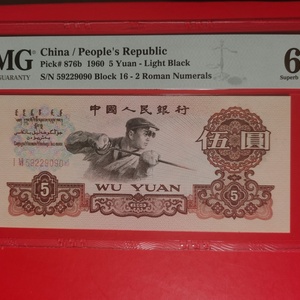 MG
GUARANTY
China / People's Republic
Pick# 876b 1960 5 Yuan - Light Black
S/N 59229090 Block 16 - 2 Roman Numerals
6
Superb
中國人民銀行
伍圓
59229090
5
WU YUAN
5